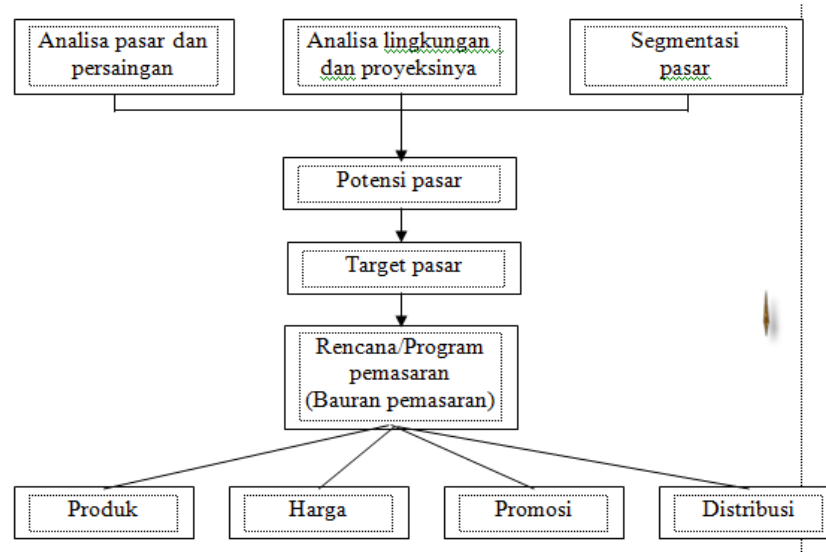 Analisa pasar dan
persaingan
Analisa lingkungan
dan proyeksinya
Segmentasi
pasar
Potensi pasar
Target pasar
Rencana/Program
pemasaran
(Bauran pemasaran)
Produk
Harga
Promosi
Distribusi